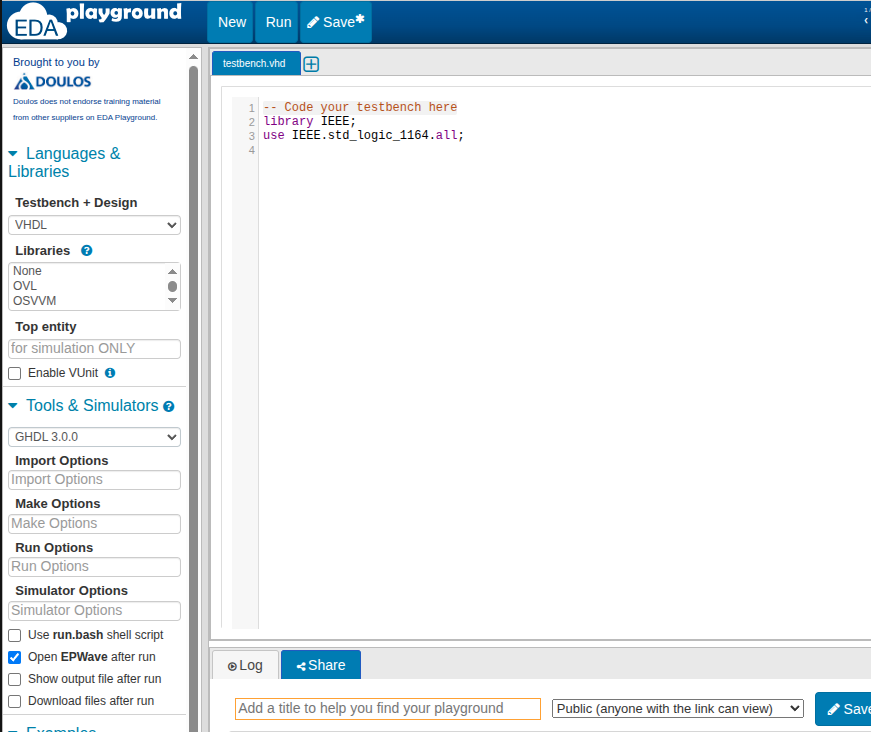 EDA playground
New Run Save*
1 /
‹
Brought to you by
DOULOS
Doulos does not endorse training material
from other suppliers on EDA Playground.
Languages &
Libraries
Testbench + Design
VHDL
Libraries ?
None
OVL
OSVVM
Top entity
for simulation ONLY
Enable VUnit i
Tools & Simulators ?
GHDL 3.0.0
Import Options
Import Options
Make Options
Make Options
Run Options
Run Options
Simulator Options
Simulator Options
Use run.bash shell script
Open EPWave after run
Show output file after run
Download files after run
Examples
testbench.vhd
1 -- Code your testbench here
2 library IEEE;
3 use IEEE.std_logic_1164.all;
4
Log Share
Add a title to help you find your playground
Public (anyone with the link can view)
Save